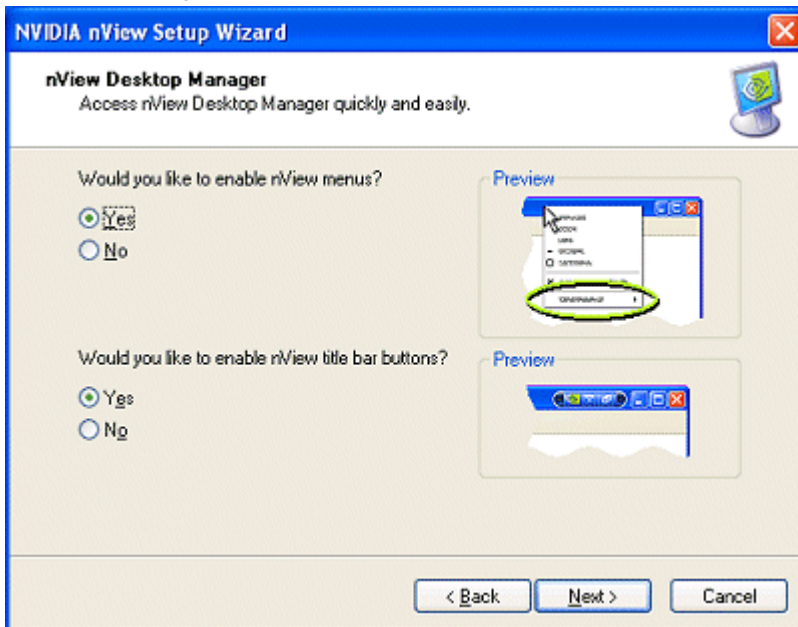 NVIDIA nView Setup Wizard
nView Desktop Manager
Access nView Desktop Manager quickly and easily.
Would you like to enable nView menus?
Yes
No
Preview
Would you like to enable nView title bar buttons?
Yes
No
Preview
< Back
Next >
Cancel